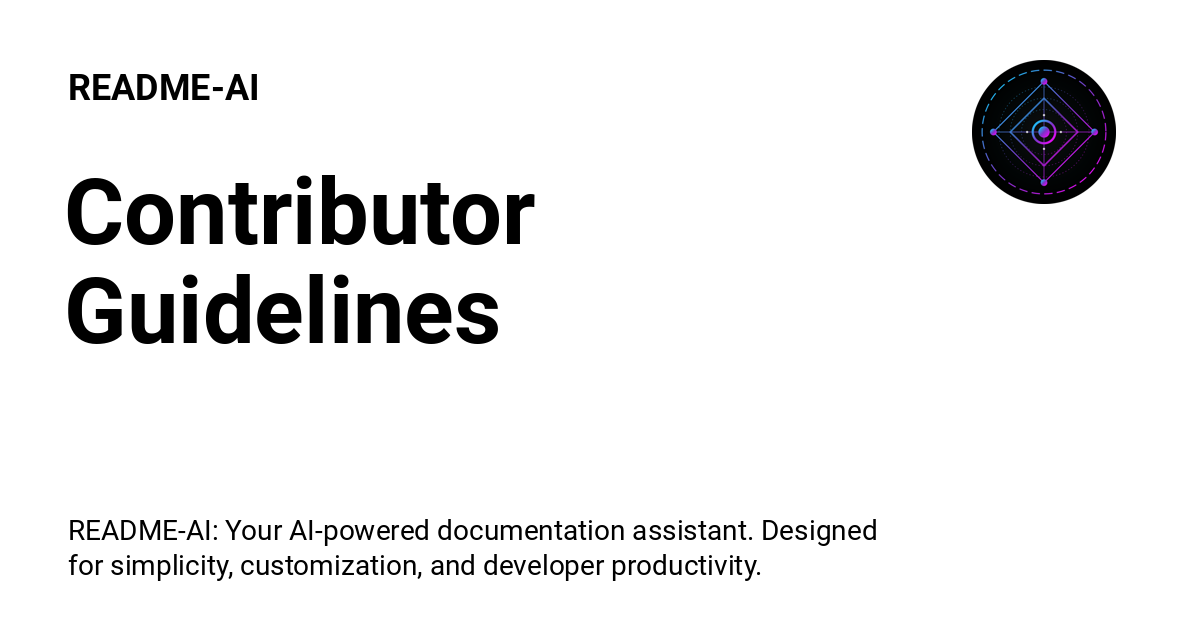 README-AI
Contributor
Guidelines
README-AI: Your AI-powered documentation assistant. Designed
for simplicity, customization, and developer productivity.